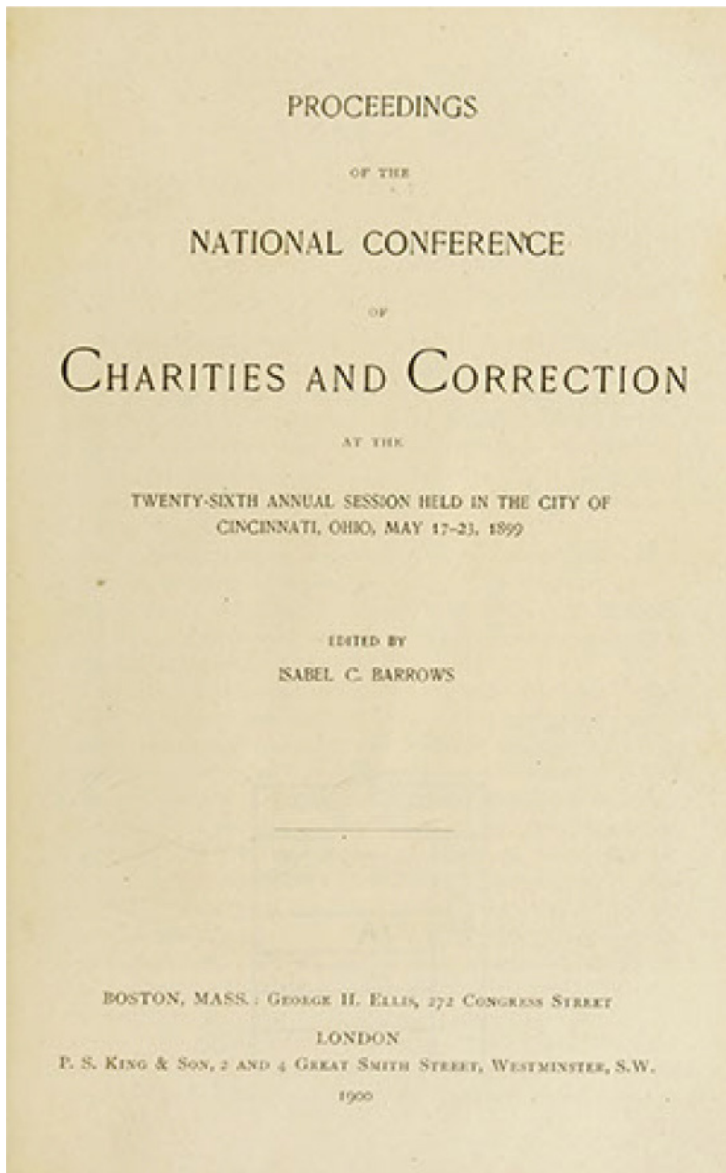 PROCEEDINGS
OF THE
NATIONAL CONFERENCE
OF
CHARITIES AND CORRECTION
AT THE
TWENTY-SIXTH ANNUAL SESSION HELD IN THE CITY OF
CINCINNATI, OHIO, MAY 17–23, 1899
EDITED BY
ISABEL C. BARROWS
BOSTON, MASS.: GEORGE H. ELLIS, 272 CONGRESS STREET
LONDON
P. S. KING & SON, 2 AND 4 GREAT SMITH STREET, WESTMINSTER, S.W.
1900